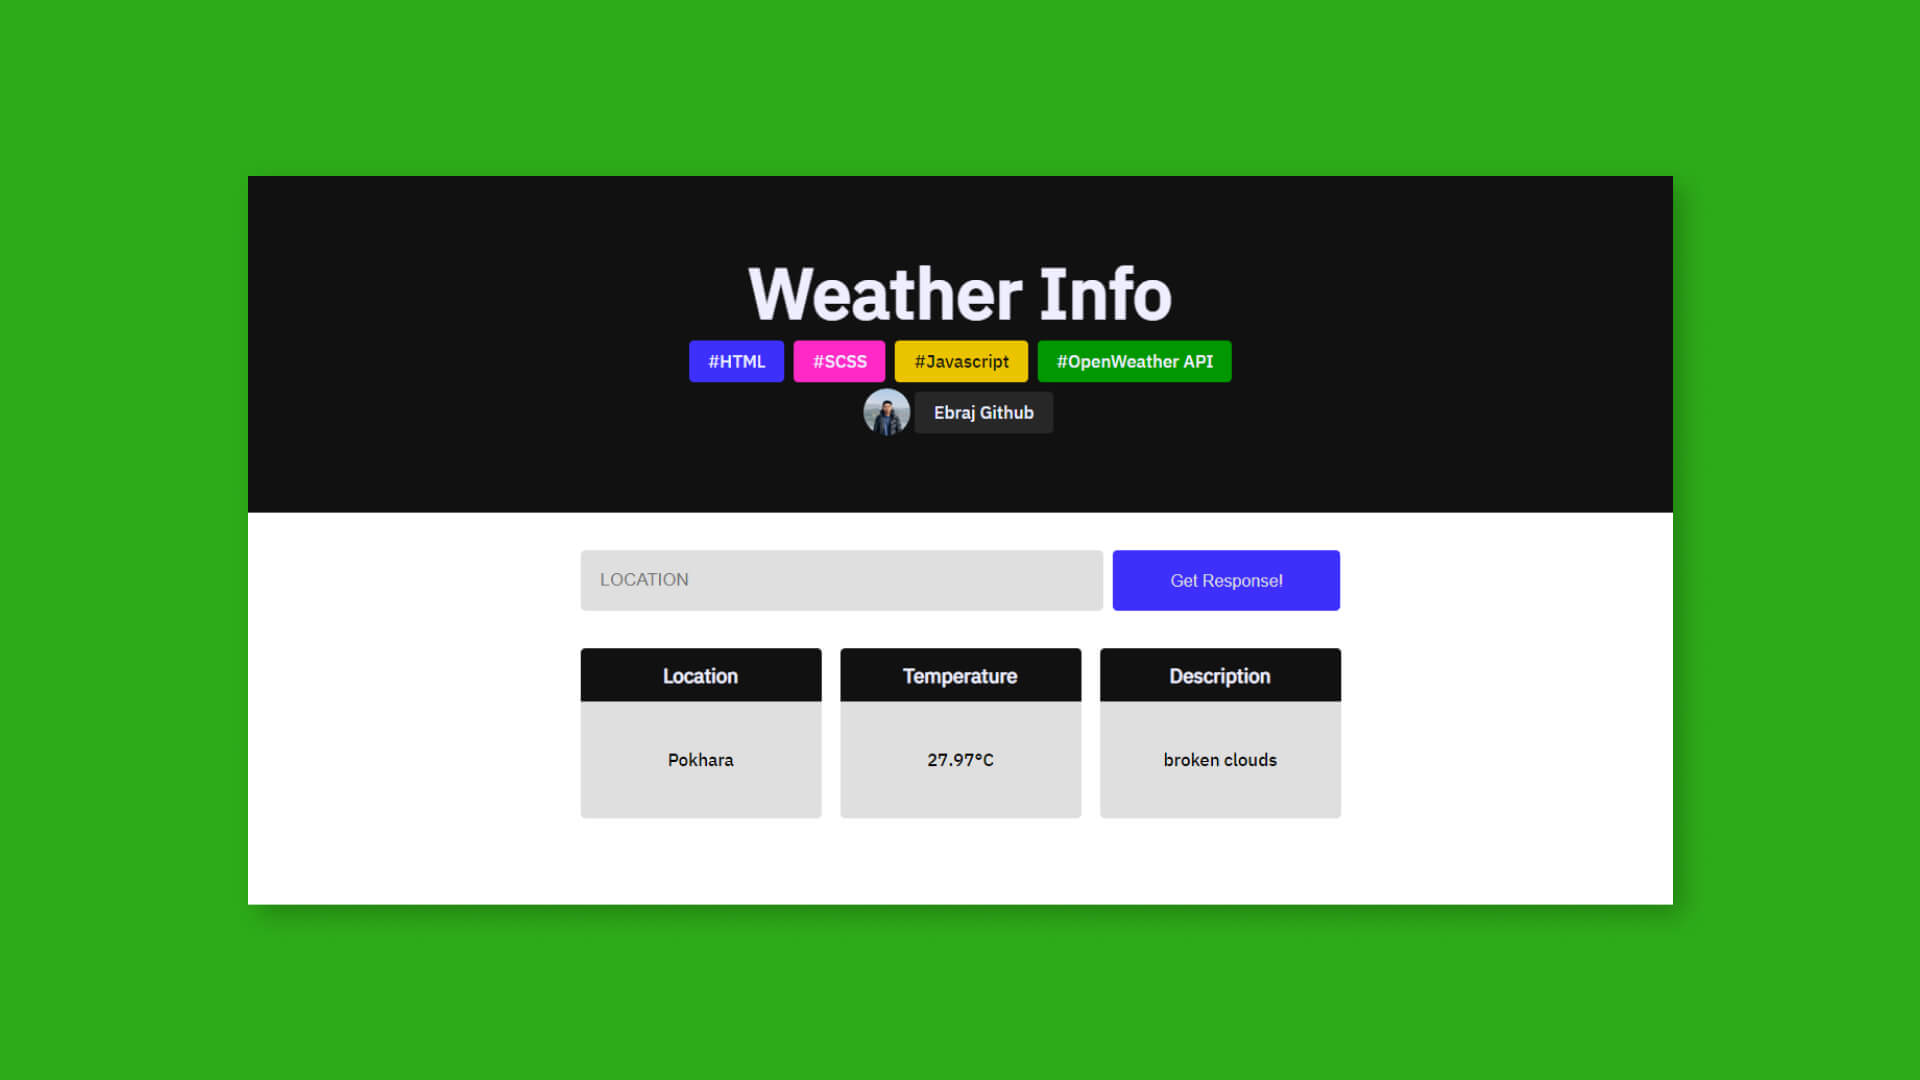 Weather Info
#HTML #SCSS #Javascript #OpenWeather API
Ebraj Github
LOCATION Get Response!
Location Temperature Description
Pokhara 27.97°C broken clouds